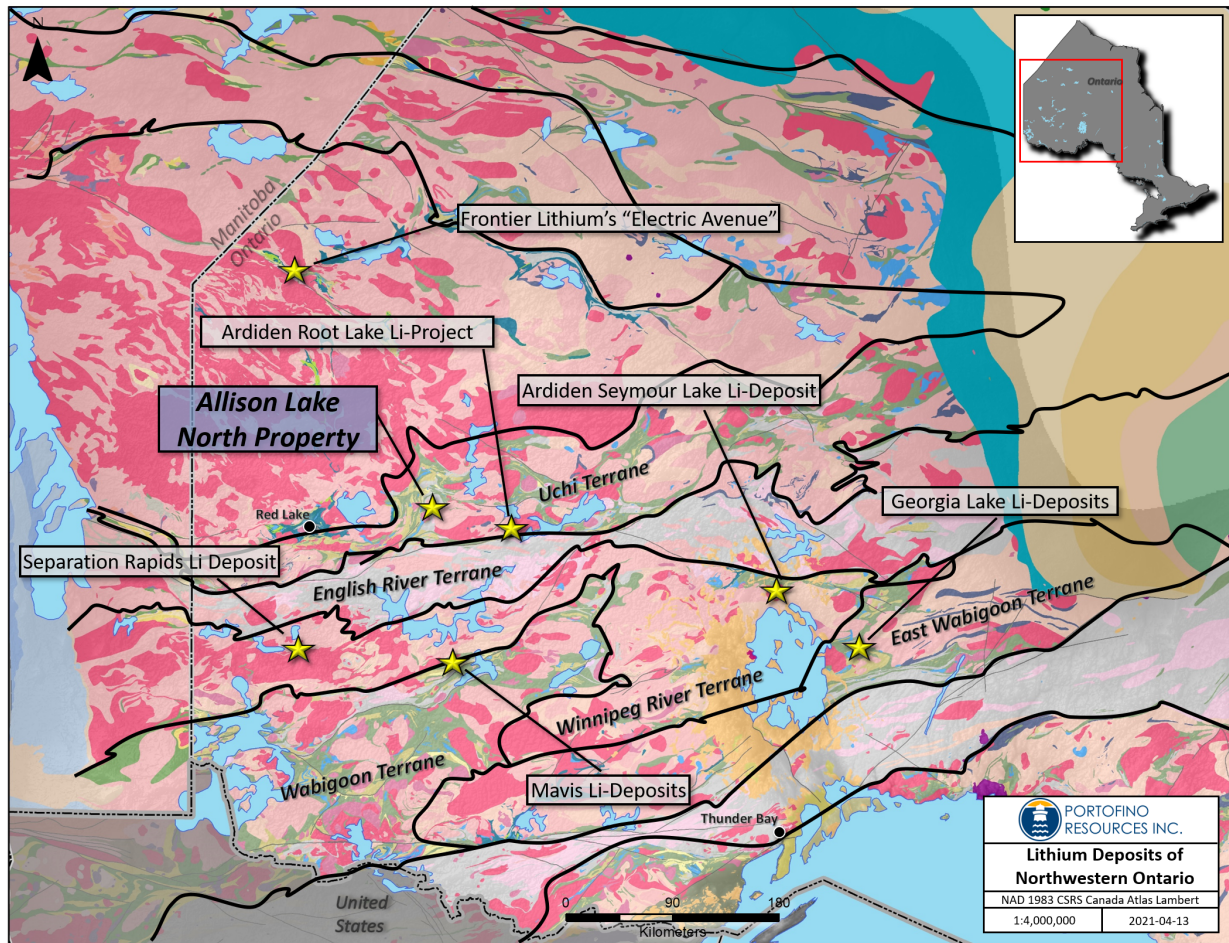 N
Ontario
Manitoba
Ontario
Frontier Lithium's “Electric Avenue”
Ardiden Root Lake Li-Project
Ardiden Seymour Lake Li-Deposit
Allison Lake
North Property
Uchi Terrane
Georgia Lake Li-Deposits
Red Lake
Separation Rapids Li Deposit
English River Terrane
East Wabigoon Terrane
Winnipeg River Terrane
Wabigoon Terrane
Mavis Li-Deposits
Thunder Bay
United
States
0 90 180
Kilometers
PORTOFINO
RESOURCES INC.
Lithium Deposits of
Northwestern Ontario
NAD 1983 CSRS Canada Atlas Lambert
1:4,000,000 2021-04-13